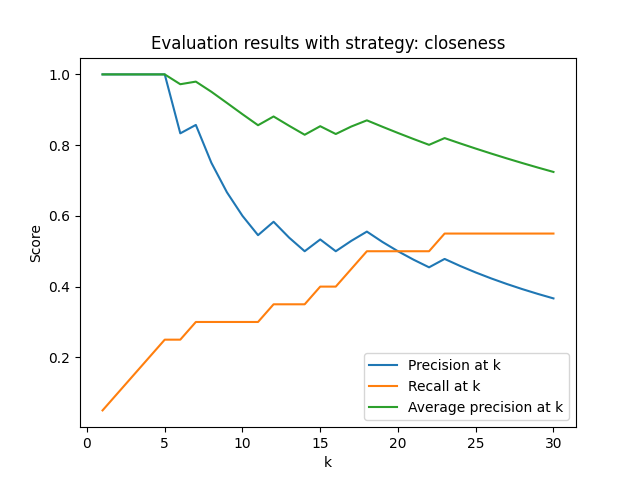 Evaluation results with strategy: closeness
1.0
0.8
0.6
0.4
0.2
Score
0
5
10
15
20
25
30
k
Precision at k
Recall at k
Average precision at k